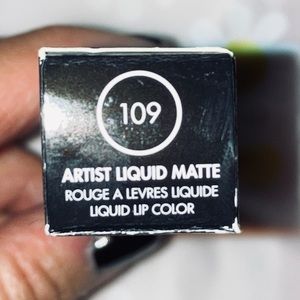 109
ARTIST LIQUID MATTE
ROUGE A LEVRES LIQUIDE
LIQUID LIP COLOR